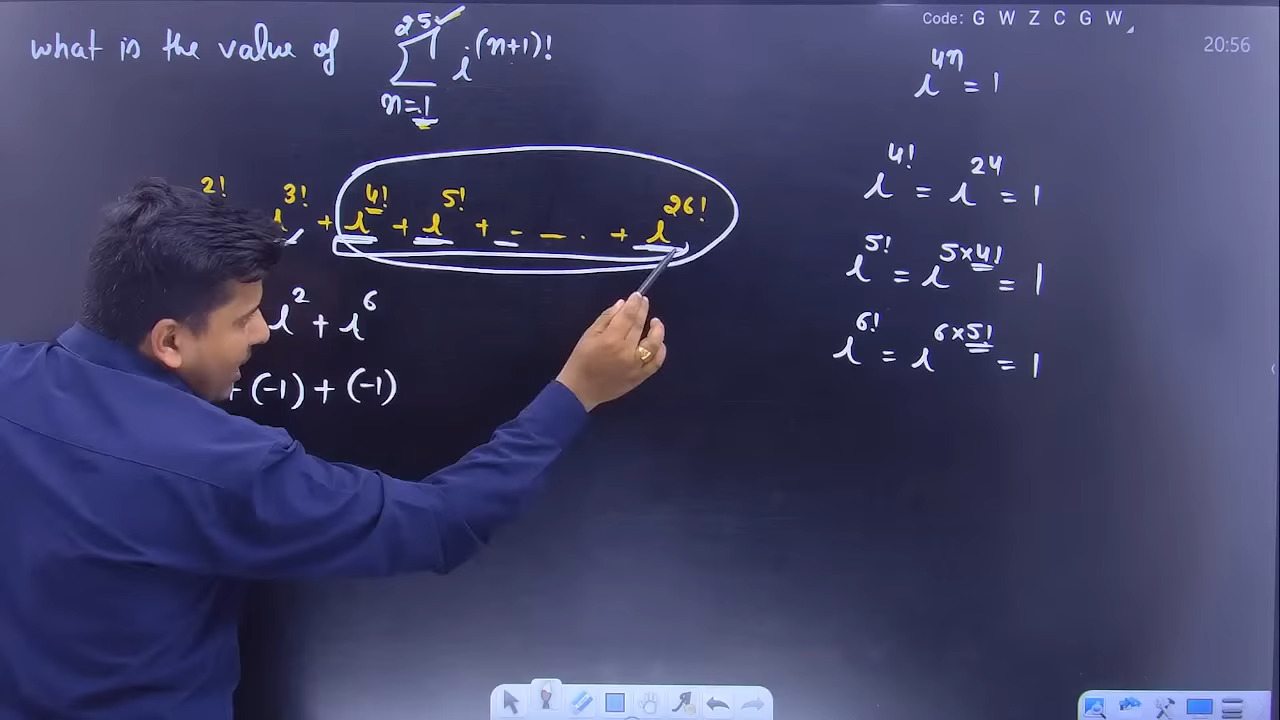 what is the value of 25 Σ n=1 i^(n+1)!
Code: G W Z C G W
20:56
i^4n = 1
2! i^3! + i^4! + i^5! + - - . + i^26!
i^4! = i^24 = 1
i^5! = i^5×4! = 1
i^2 + i^6
i^6! = i^6×5! = 1
+ (-1) + (-1)